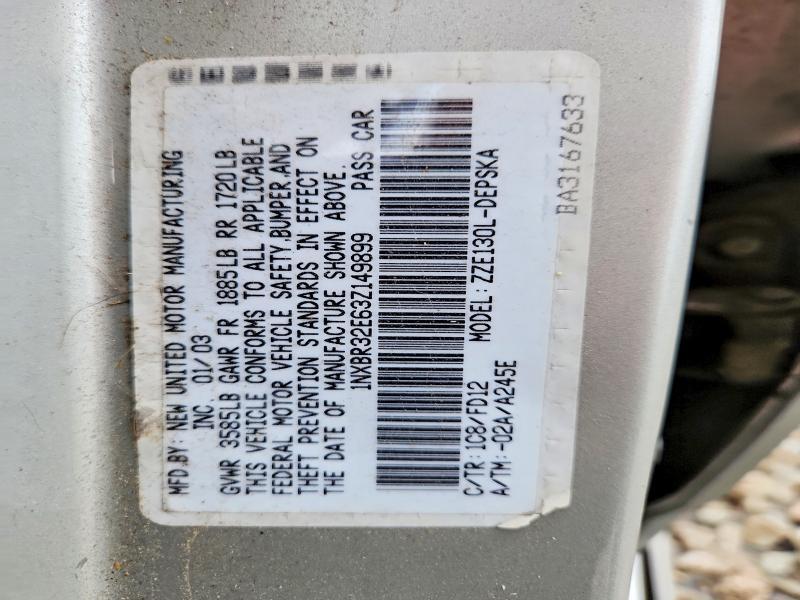 MFD BY: NEW UNITED MOTOR MANUFACTURING
INC. 01/03
GVWR 3585LB GAWR FR 1885LB RR 1720LB
THIS VEHICLE CONFORMS TO ALL APPLICABLE
FEDERAL MOTOR VEHICLE SAFETY,BUMPER,AND
THEFT PREVENTION STANDARDS IN EFFECT ON
THE DATE OF MANUFACTURE SHOWN ABOVE.
1NXBR32E63Z149899 PASS CAR
MODEL: ZZE130L-DEPSKA
C/TR: 1C8/FD12
A/TM: -02A/A245E
BA3167633